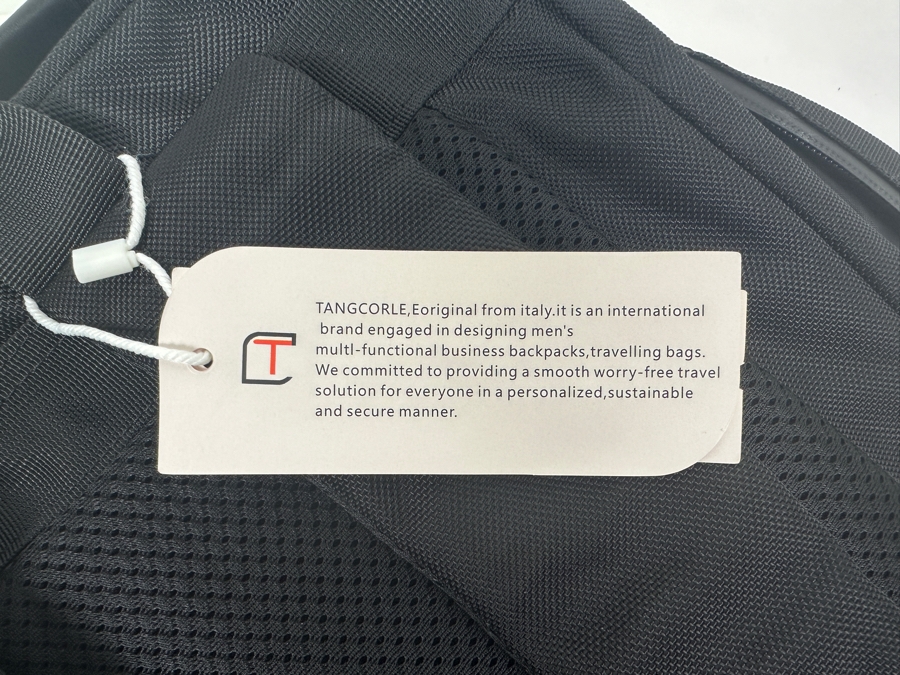 TANGCORLE,Eoriginal from italy.it is an international
brand engaged in designing men's
multl-functional business backpacks,travelling bags.
We committed to providing a smooth worry-free travel
solution for everyone in a personalized,sustainable
and secure manner.